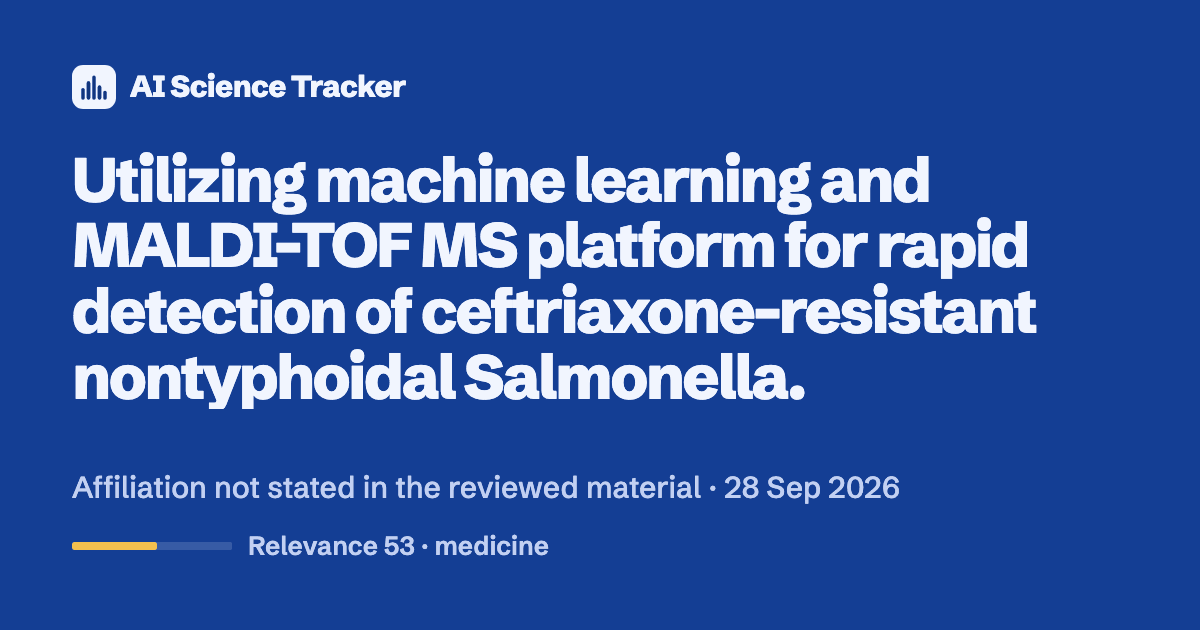 AI Science Tracker
Utilizing machine learning and
MALDI-TOF MS platform for rapid
detection of ceftriaxone-resistant
nontyphoidal Salmonella.
Affiliation not stated in the reviewed material · 28 Sep 2026
Relevance 53 · medicine